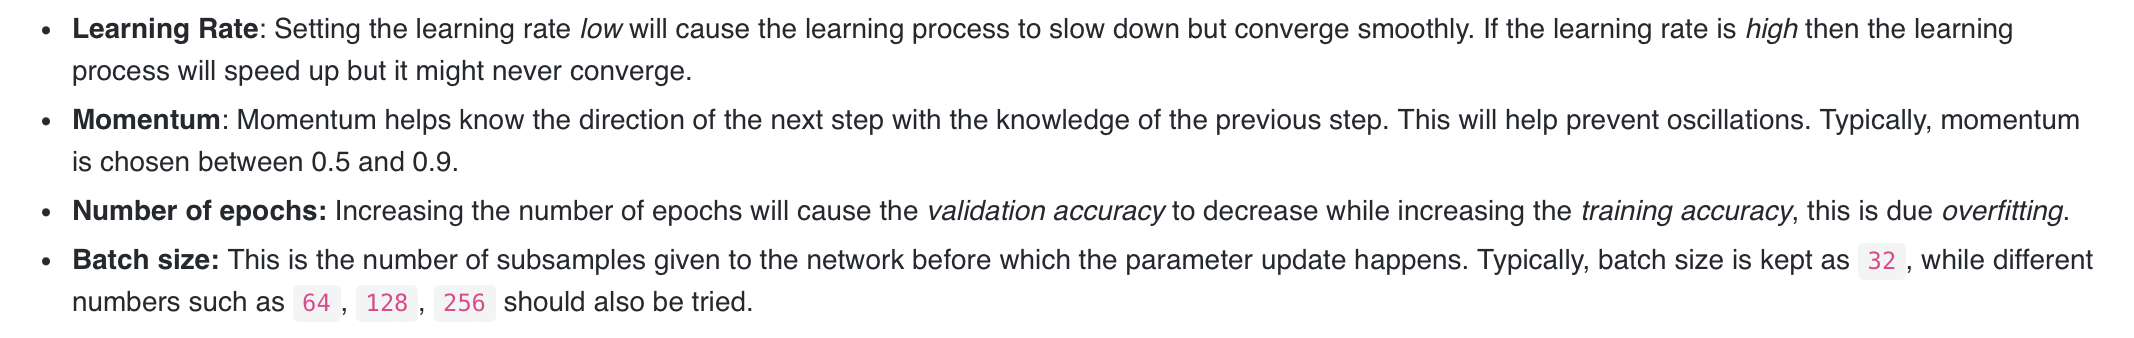 • Learning Rate: Setting the learning rate low will cause the learning process to slow down but converge smoothly. If the learning rate is high then the learning
process will speed up but it might never converge.
• Momentum: Momentum helps know the direction of the next step with the knowledge of the previous step. This will help prevent oscillations. Typically, momentum
is chosen between 0.5 and 0.9.
• Number of epochs: Increasing the number of epochs will cause the validation accuracy to decrease while increasing the training accuracy, this is due overfitting.
• Batch size: This is the number of subsamples given to the network before which the parameter update happens. Typically, batch size is kept as 32 , while different
numbers such as 64 , 128 , 256 should also be tried.